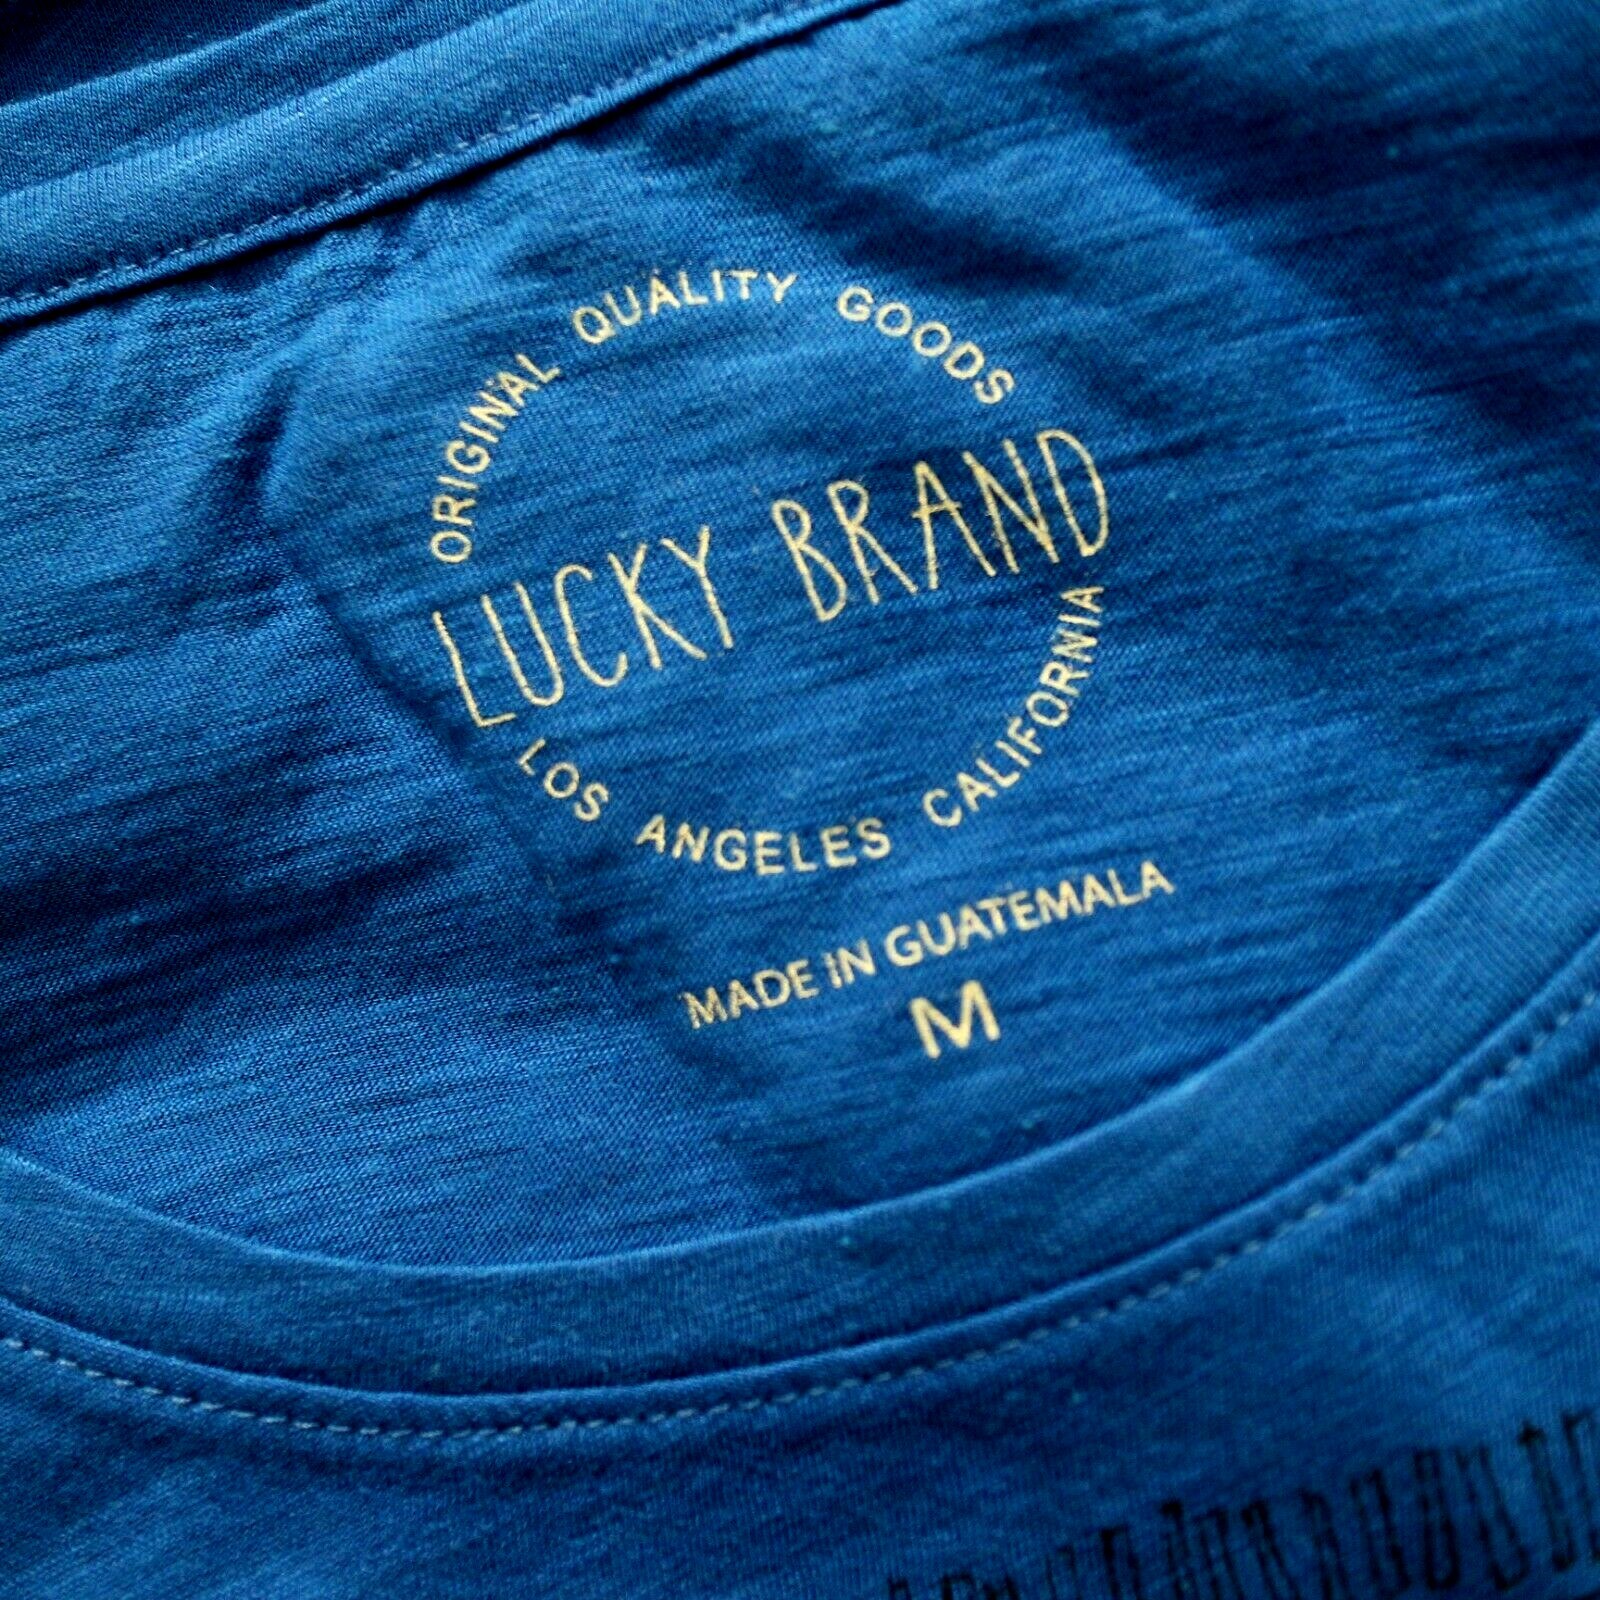 ORIGINAL QUALITY GOODS
LUCKY BRAND
LOS ANGELES CALIFORNIA
MADE IN GUATEMALA
M